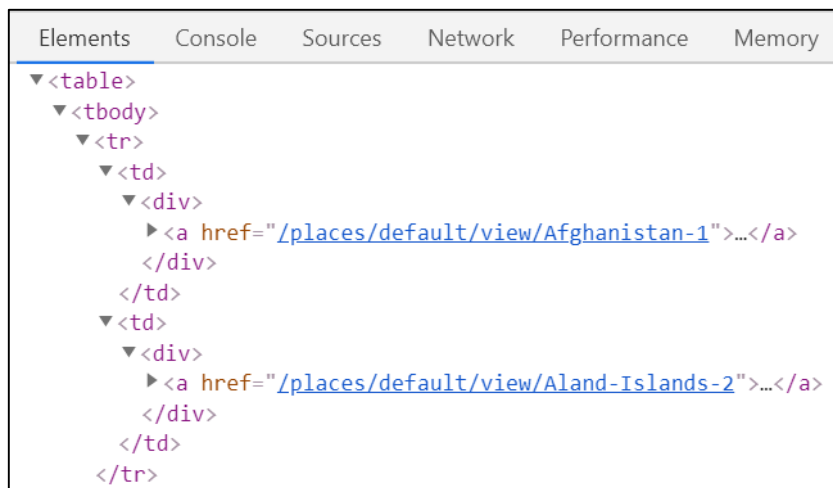 Elements Console Sources Network Performance Memory
▼<table>
▼<tbody>
▼<tr>
▼<td>
▼<div>
▶<a href="/places/default/view/Afghanistan-1">…</a>
</div>
</td>
▼<td>
▼<div>
▶<a href="/places/default/view/Aland-Islands-2">…</a>
</div>
</td>
</tr>